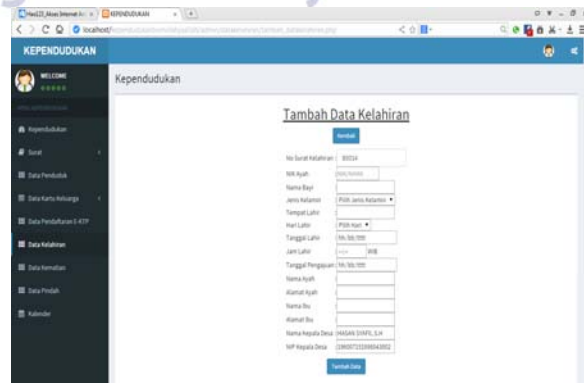 KEPENDUDUKAN
localhost/
KEPENDUDUKAN
WELCOME
Kependudukan
Kependudukan
Surat
Data Penduduk
Data Kartu Keluarga
Data Pendaftaran E-KTP
Data Kelahiran
Data Kematian
Data Pindah
Kalender
Tambah Data Kelahiran
Kembali
No Surat Kelahiran :
NIK Ayah
Nama Bayi
Jenis Kelamin Pilih Jenis Kelamin
Tempat Lahir
Hari Lahir Pilih Hari
Tanggal Lahir
Jam Lahir WIB
Tanggal Pengajuan
Nama Ayah
Alamat Ayah
Nama Ibu
Alamat Ibu
Nama Kepala Desa HASAN SYAFII, S.H
NIP Kepala Desa
Tambah Data